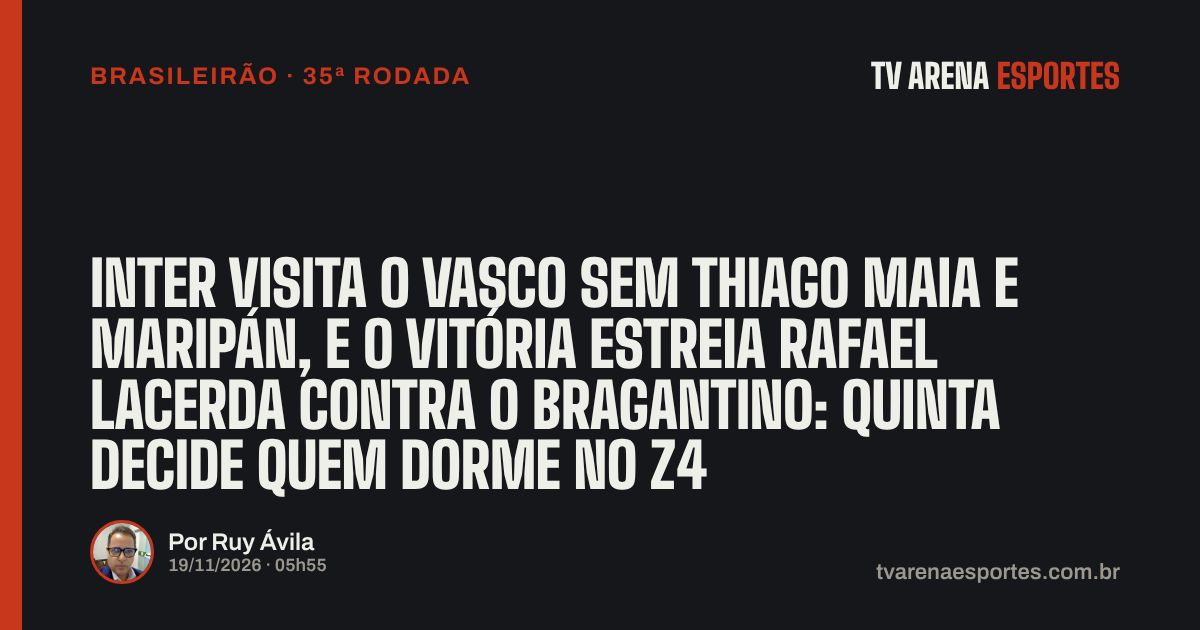 BRASILEIRÃO · 35ª RODADA
TV ARENA ESPORTES
INTER VISITA O VASCO SEM THIAGO MAIA E
MARIPÁN, E O VITÓRIA ESTREIA RAFAEL
LACERDA CONTRA O BRAGANTINO: QUINTA
DECIDE QUEM DORME NO Z4
Por Ruy Ávila
19/11/2026 · 05h55
tvarenaesportes.com.br